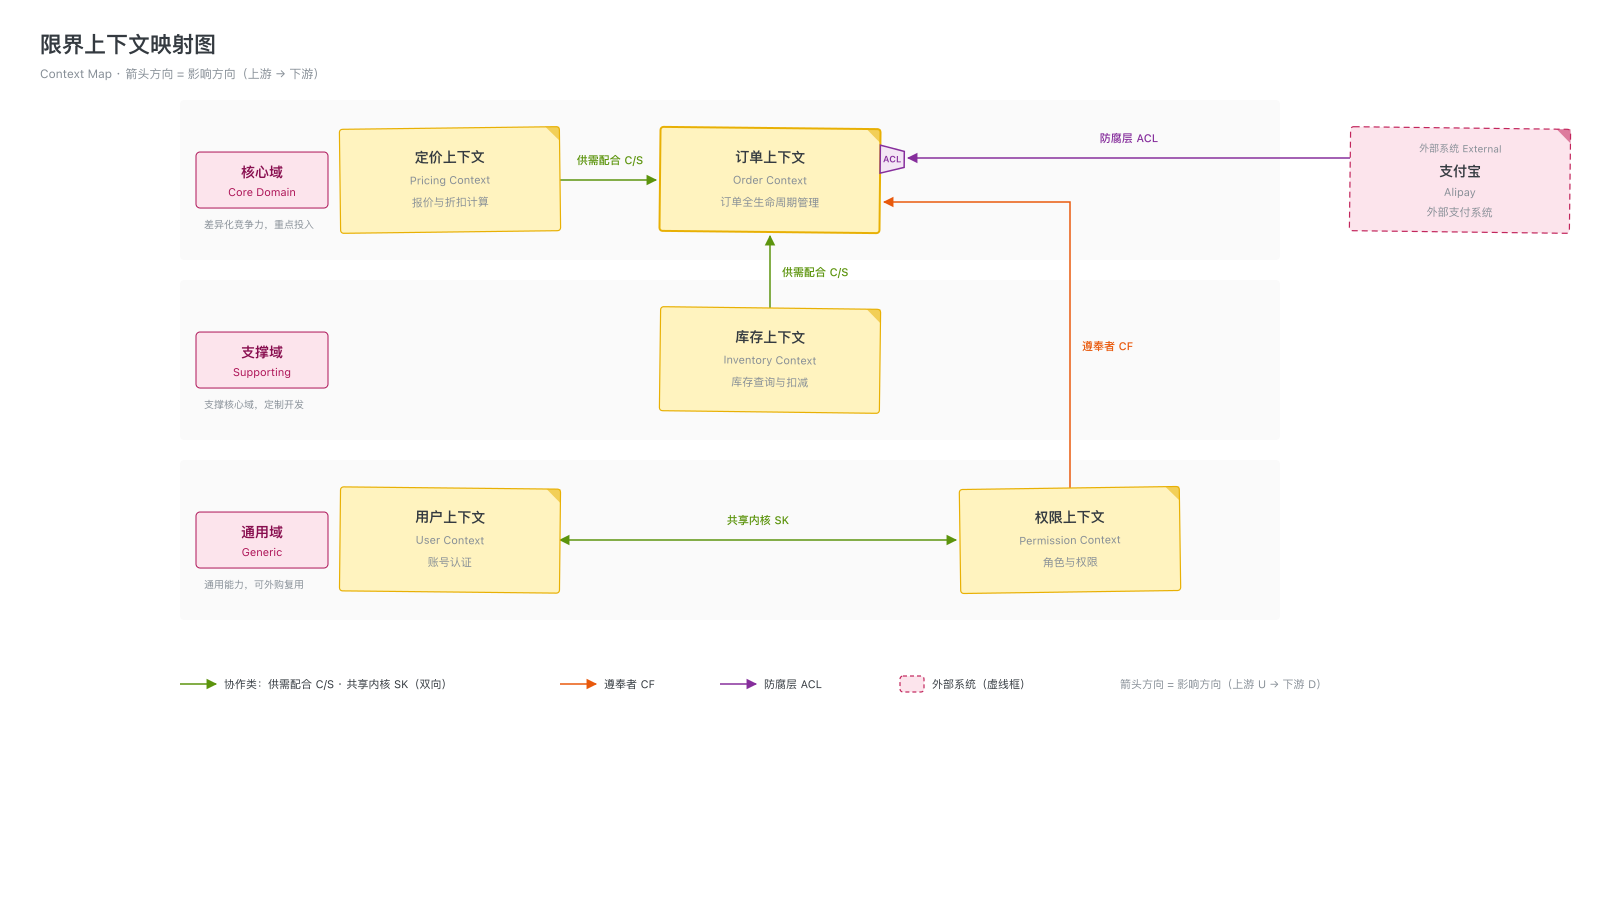 限界上下文映射图
Context Map · 箭头方向 = 影响方向（上游 → 下游）
核心域
Core Domain
差异化竞争力，重点投入
定价上下文
Pricing Context
报价与折扣计算
供需配合 C/S
订单上下文
Order Context
订单全生命周期管理
ACL
防腐层 ACL
外部系统 External
支付宝
Alipay
外部支付系统
供需配合 C/S
支撑域
Supporting
支撑核心域，定制开发
库存上下文
Inventory Context
库存查询与扣减
遵奉者 CF
通用域
Generic
通用能力，可外购复用
用户上下文
User Context
账号认证
共享内核 SK
权限上下文
Permission Context
角色与权限
协作类：供需配合 C/S · 共享内核 SK（双向）
遵奉者 CF
防腐层 ACL
外部系统（虚线框）
箭头方向 = 影响方向（上游 U → 下游 D）